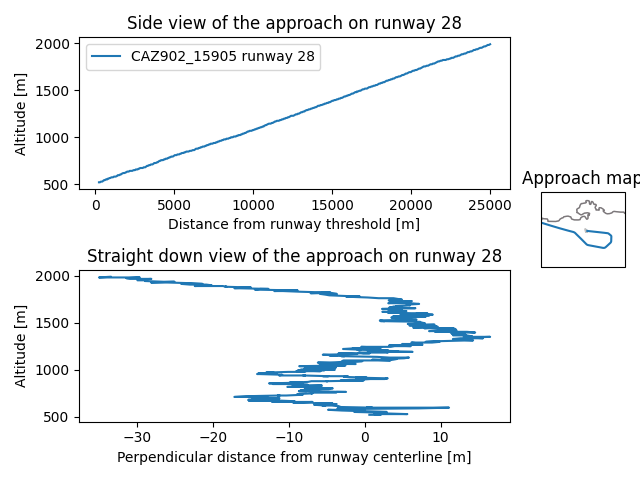 Side view of the approach on runway 28
2000
1500
1000
500
Altitude [m]
CAZ902_15905 runway 28
0 5000 10000 15000 20000 25000
Distance from runway threshold [m]
Approach map
Straight down view of the approach on runway 28
2000
1500
1000
500
Altitude [m]
−30 −20 −10 0 10
Perpendicular distance from runway centerline [m]